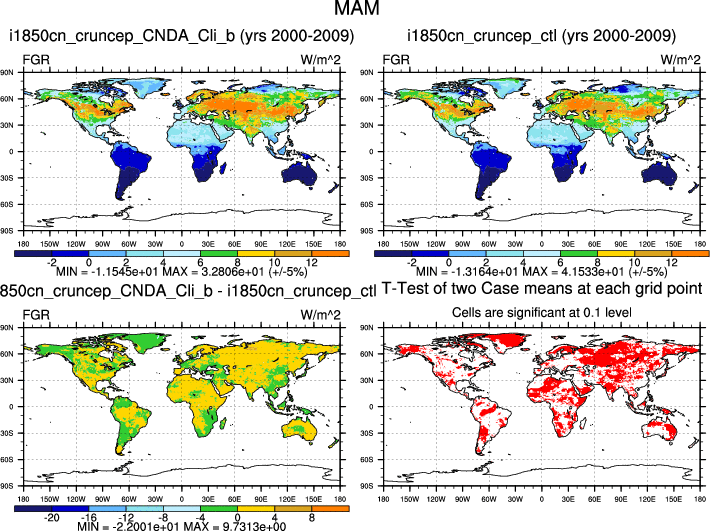 MAM
i1850cn_cruncep_CNDA_Cli_b (yrs 2000-2009)
i1850cn_cruncep_ctl (yrs 2000-2009)
FGR W/m^2
FGR W/m^2
90N
60N
30N
0
30S
60S
90S
180 150W 120W 90W 60W 30W 0 30E 60E 90E 120E 150E 180
90N
60N
30N
0
30S
60S
90S
180 150W 120W 90W 60W 30W 0 30E 60E 90E 120E 150E 180
-2 0 2 4 6 8 10 12
-2 0 2 4 6 8 10 12
MIN = -1.1545e+01 MAX = 3.2806e+01 (+/-5%)
MIN = -1.3164e+01 MAX = 4.1533e+01 (+/-5%)
850cn_cruncep_CNDA_Cli_b - i1850cn_cruncep_ctl
T-Test of two Case means at each grid point
FGR W/m^2
Cells are significant at 0.1 level
90N
60N
30N
0
30S
60S
90S
180 150W 120W 90W 60W 30W 0 30E 60E 90E 120E 150E 180
90N
60N
30N
0
30S
60S
90S
180 150W 120W 90W 60W 30W 0 30E 60E 90E 120E 150E 180
-20 -16 -12 -8 -4 0 4 8
MIN = -2.2001e+01 MAX = 9.7313e+00